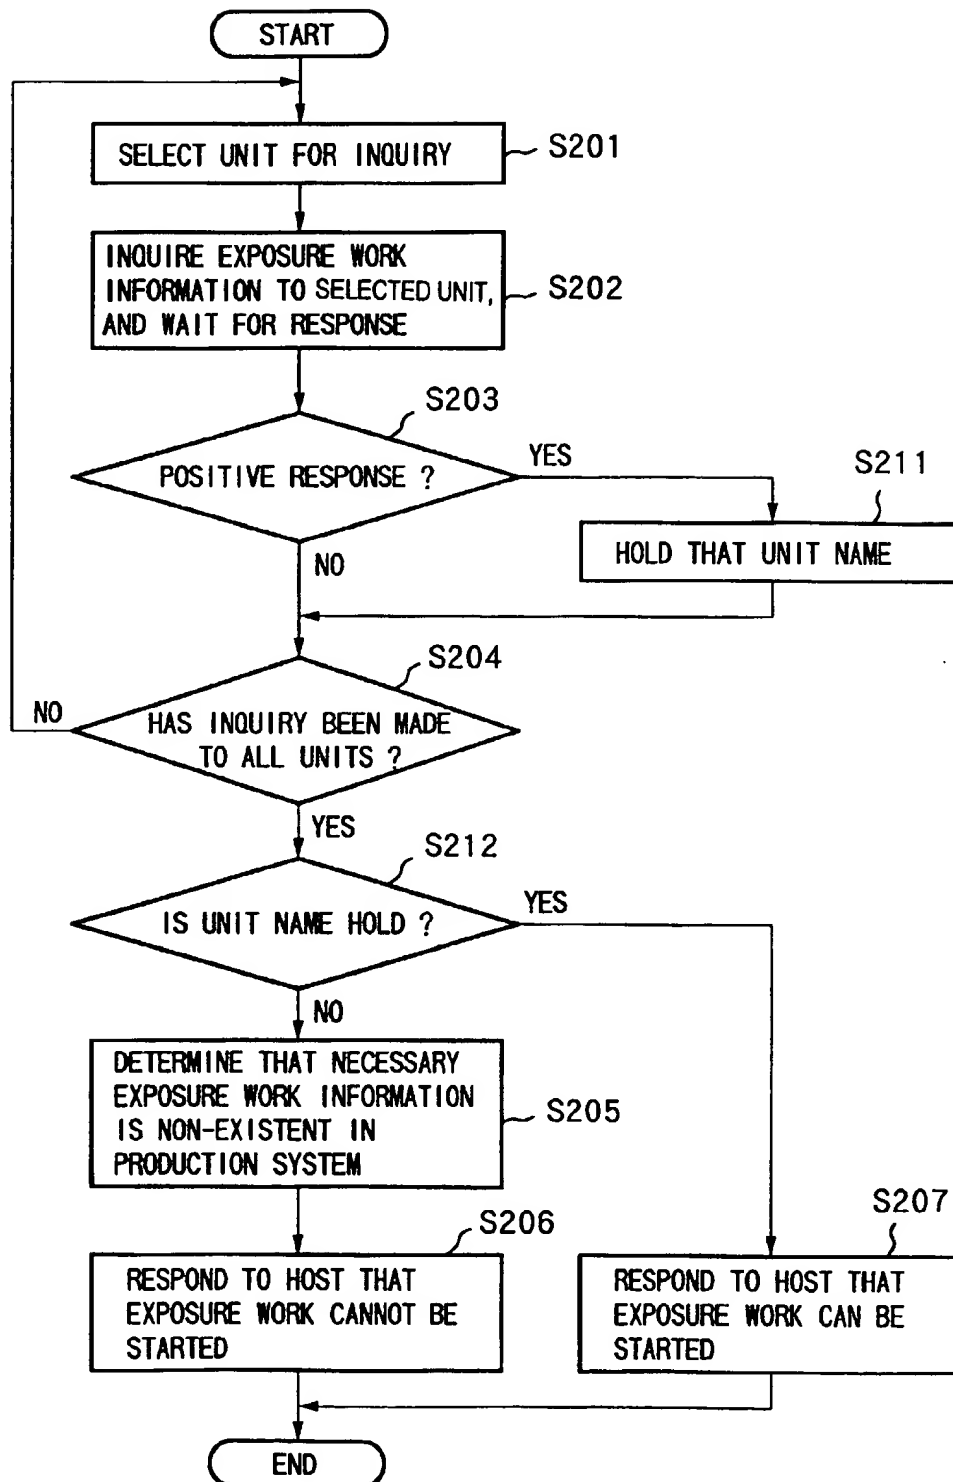 START
SELECT UNIT FOR INQUIRY
S201
INQUIRE EXPOSURE WORK
INFORMATION TO SELECTED UNIT,
AND WAIT FOR RESPONSE
S202
S203
POSITIVE RESPONSE ?
YES
S211
HOLD THAT UNIT NAME
NO
S204
NO
HAS INQUIRY BEEN MADE
TO ALL UNITS ?
YES
S212
IS UNIT NAME HOLD ?
YES
NO
DETERMINE THAT NECESSARY
EXPOSURE WORK INFORMATION
IS NON-EXISTENT IN
PRODUCTION SYSTEM
S205
S206
RESPOND TO HOST THAT
EXPOSURE WORK CANNOT BE
STARTED
S207
RESPOND TO HOST THAT
EXPOSURE WORK CAN BE
STARTED
END